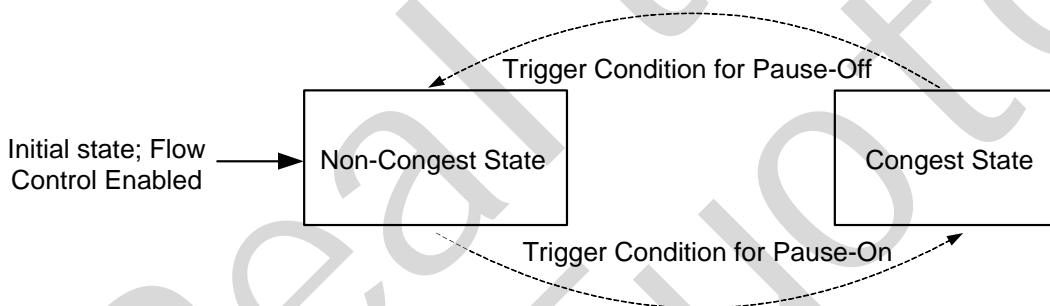 Trigger Condition for Pause-Off
Initial state; Flow
Control Enabled
Non-Congest State
Congest State
Trigger Condition for Pause-On